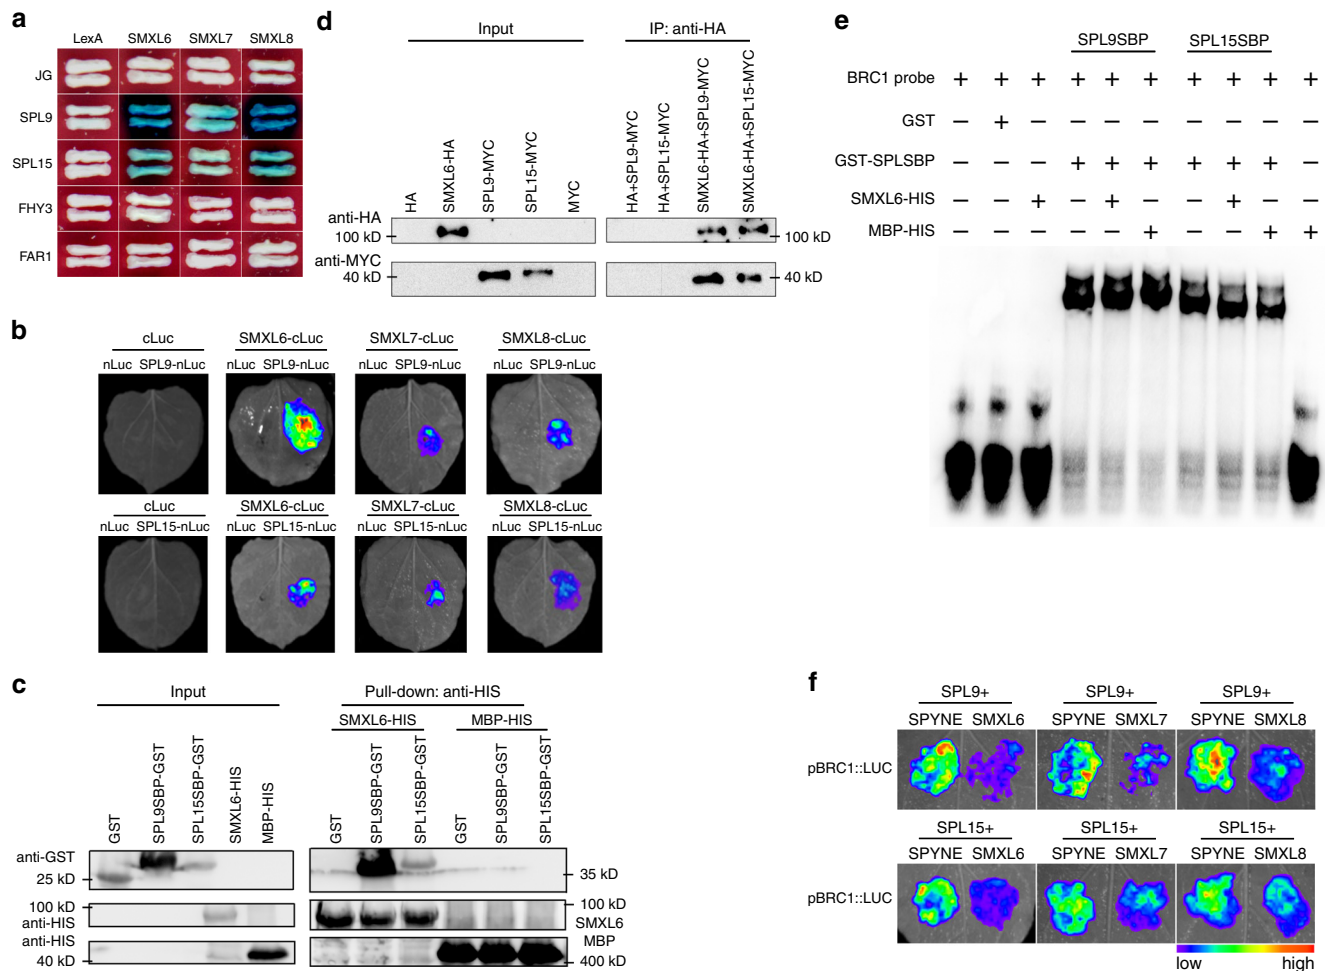 a
LexA SMXL6 SMXL7 SMXL8
JG
SPL9
SPL15
FHY3
FAR1
b
cLuc SMXL6-cLuc SMXL7-cLuc SMXL8-cLuc
nLuc SPL9-nLuc nLuc SPL9-nLuc nLuc SPL9-nLuc nLuc SPL9-nLuc
cLuc SMXL6-cLuc SMXL7-cLuc SMXL8-cLuc
nLuc SPL15-nLuc nLuc SPL15-nLuc nLuc SPL15-nLuc nLuc SPL15-nLuc
c
Input Pull-down: anti-HIS
SMXL6-HIS MBP-HIS
GST SPL9SBP-GST SPL15SBP-GST SMXL6-HIS MBP-HIS GST SPL9SBP-GST SPL15SBP-GST GST SPL9SBP-GST SPL15SBP-GST
anti-GST
25 kD 35 kD
100 kD 100 kD
anti-HIS SMXL6
anti-HIS MBP
40 kD 400 kD
d
Input IP: anti-HA
HA SMXL6-HA SPL9-MYC SPL15-MYC MYC HA+SPL9-MYC HA+SPL15-MYC SMXL6-HA+SPL9-MYC SMXL6-HA+SPL15-MYC
anti-HA
100 kD 100 kD
anti-MYC
40 kD 40 kD
e
SPL9SBP SPL15SBP
BRC1 probe + + + + + + + + + +
GST − + − − − − − − − −
GST-SPLSBP − − − + + + + + + −
SMXL6-HIS − − + − + − − + − −
MBP-HIS − − − − − + − − + +
f
SPL9+ SPL9+ SPL9+
SPYNE SMXL6 SPYNE SMXL7 SPYNE SMXL8
pBRC1::LUC
SPL15+ SPL15+ SPL15+
SPYNE SMXL6 SPYNE SMXL7 SPYNE SMXL8
pBRC1::LUC
low high